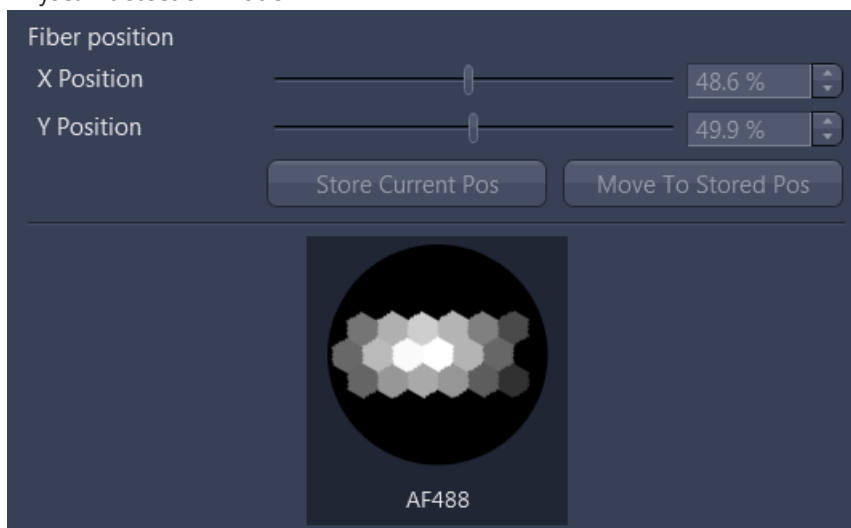 Fiber position
X Position 48.6 %
Y Position 49.9 %
Store Current Pos Move To Stored Pos
AF488